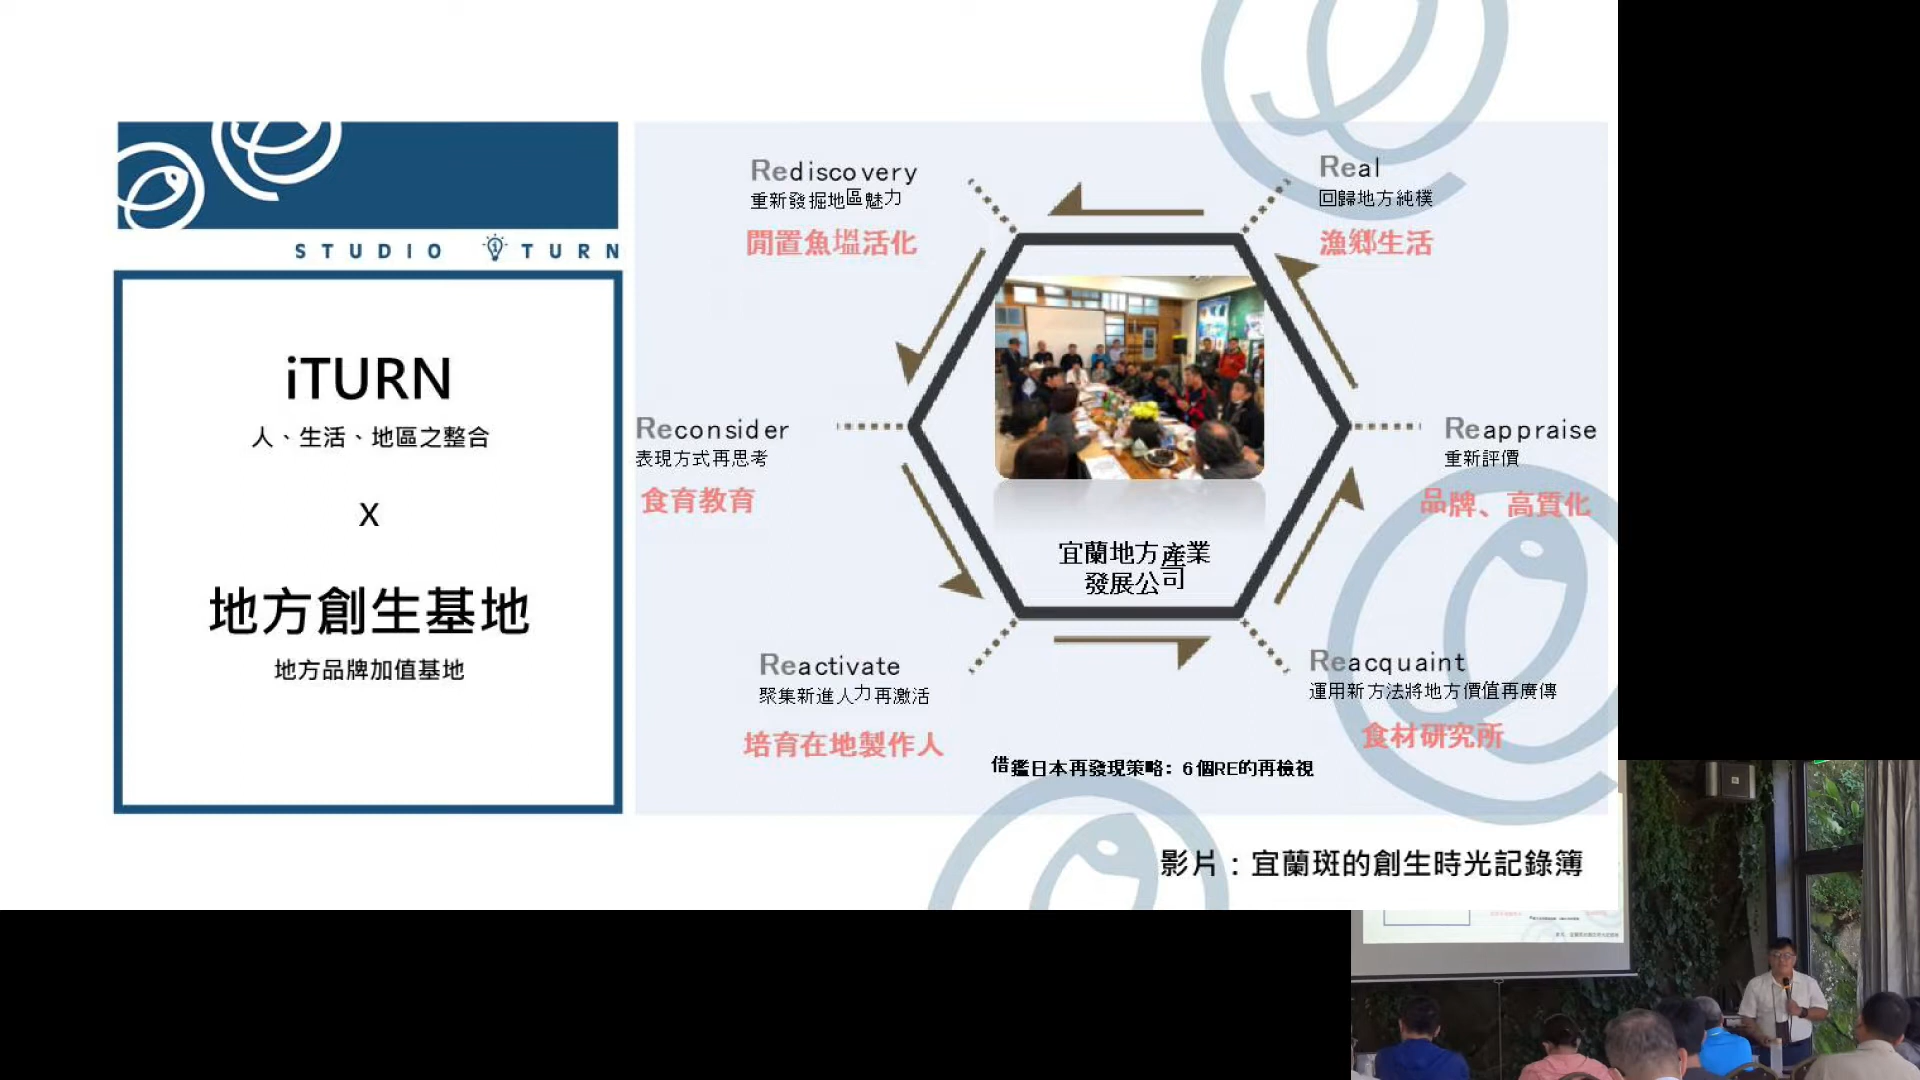 STUDIO TURN
iTURN
人、生活、地區之整合
X
地方創生基地
地方品牌加值基地
Rediscovery
重新發掘地區魅力
閒置魚塭活化
Real
回歸地方純樸
漁鄉生活
Reconsider
表現方式再思考
食育教育
Reappraise
重新評價
品牌、高質化
宜蘭地方產業
發展公司
Reactivate
聚集新進人力再激活
培育在地製作人
Reacquaint
運用新方法將地方價值再廣傳
食材研究所
借鑑日本再發現策略：6個RE的再檢視
影片：宜蘭斑的創生時光記錄簿